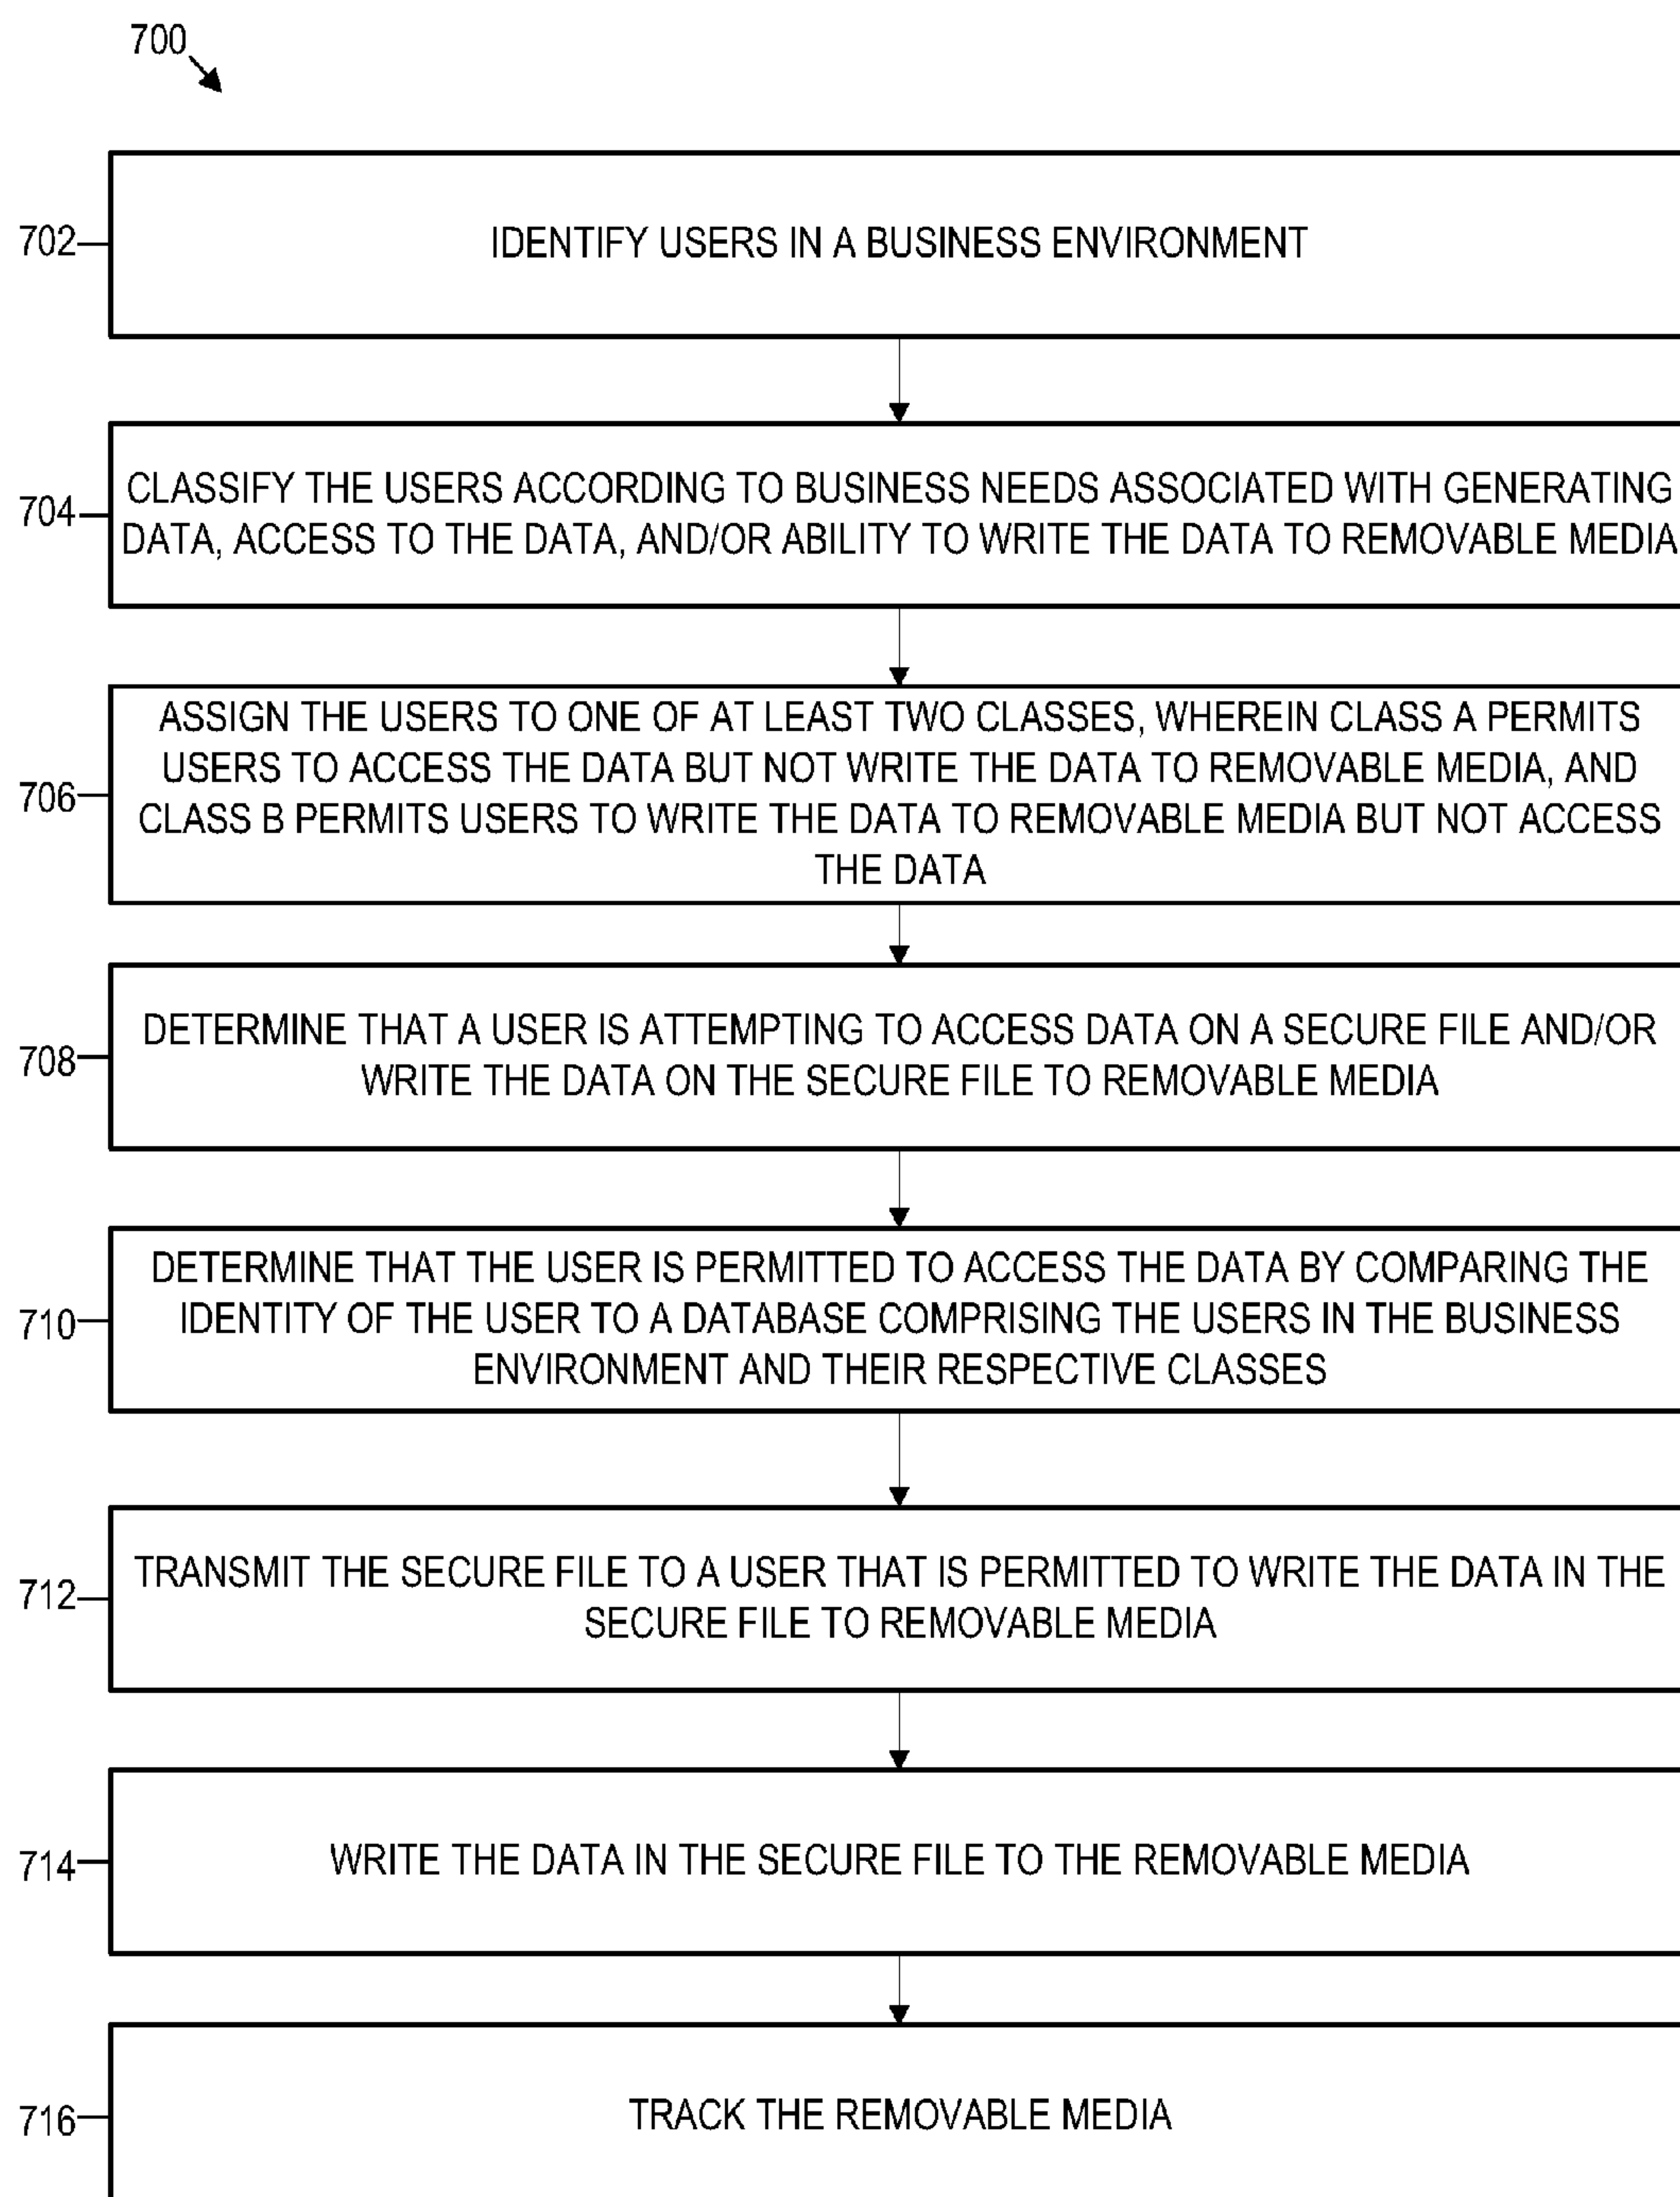 700
702
IDENTIFY USERS IN A BUSINESS ENVIRONMENT
704
CLASSIFY THE USERS ACCORDING TO BUSINESS NEEDS ASSOCIATED WITH GENERATING
DATA, ACCESS TO THE DATA, AND/OR ABILITY TO WRITE THE DATA TO REMOVABLE MEDIA
706
ASSIGN THE USERS TO ONE OF AT LEAST TWO CLASSES, WHEREIN CLASS A PERMITS
USERS TO ACCESS THE DATA BUT NOT WRITE THE DATA TO REMOVABLE MEDIA, AND
CLASS B PERMITS USERS TO WRITE THE DATA TO REMOVABLE MEDIA BUT NOT ACCESS
THE DATA
708
DETERMINE THAT A USER IS ATTEMPTING TO ACCESS DATA ON A SECURE FILE AND/OR
WRITE THE DATA ON THE SECURE FILE TO REMOVABLE MEDIA
710
DETERMINE THAT THE USER IS PERMITTED TO ACCESS THE DATA BY COMPARING THE
IDENTITY OF THE USER TO A DATABASE COMPRISING THE USERS IN THE BUSINESS
ENVIRONMENT AND THEIR RESPECTIVE CLASSES
712
TRANSMIT THE SECURE FILE TO A USER THAT IS PERMITTED TO WRITE THE DATA IN THE
SECURE FILE TO REMOVABLE MEDIA
714
WRITE THE DATA IN THE SECURE FILE TO THE REMOVABLE MEDIA
716
TRACK THE REMOVABLE MEDIA